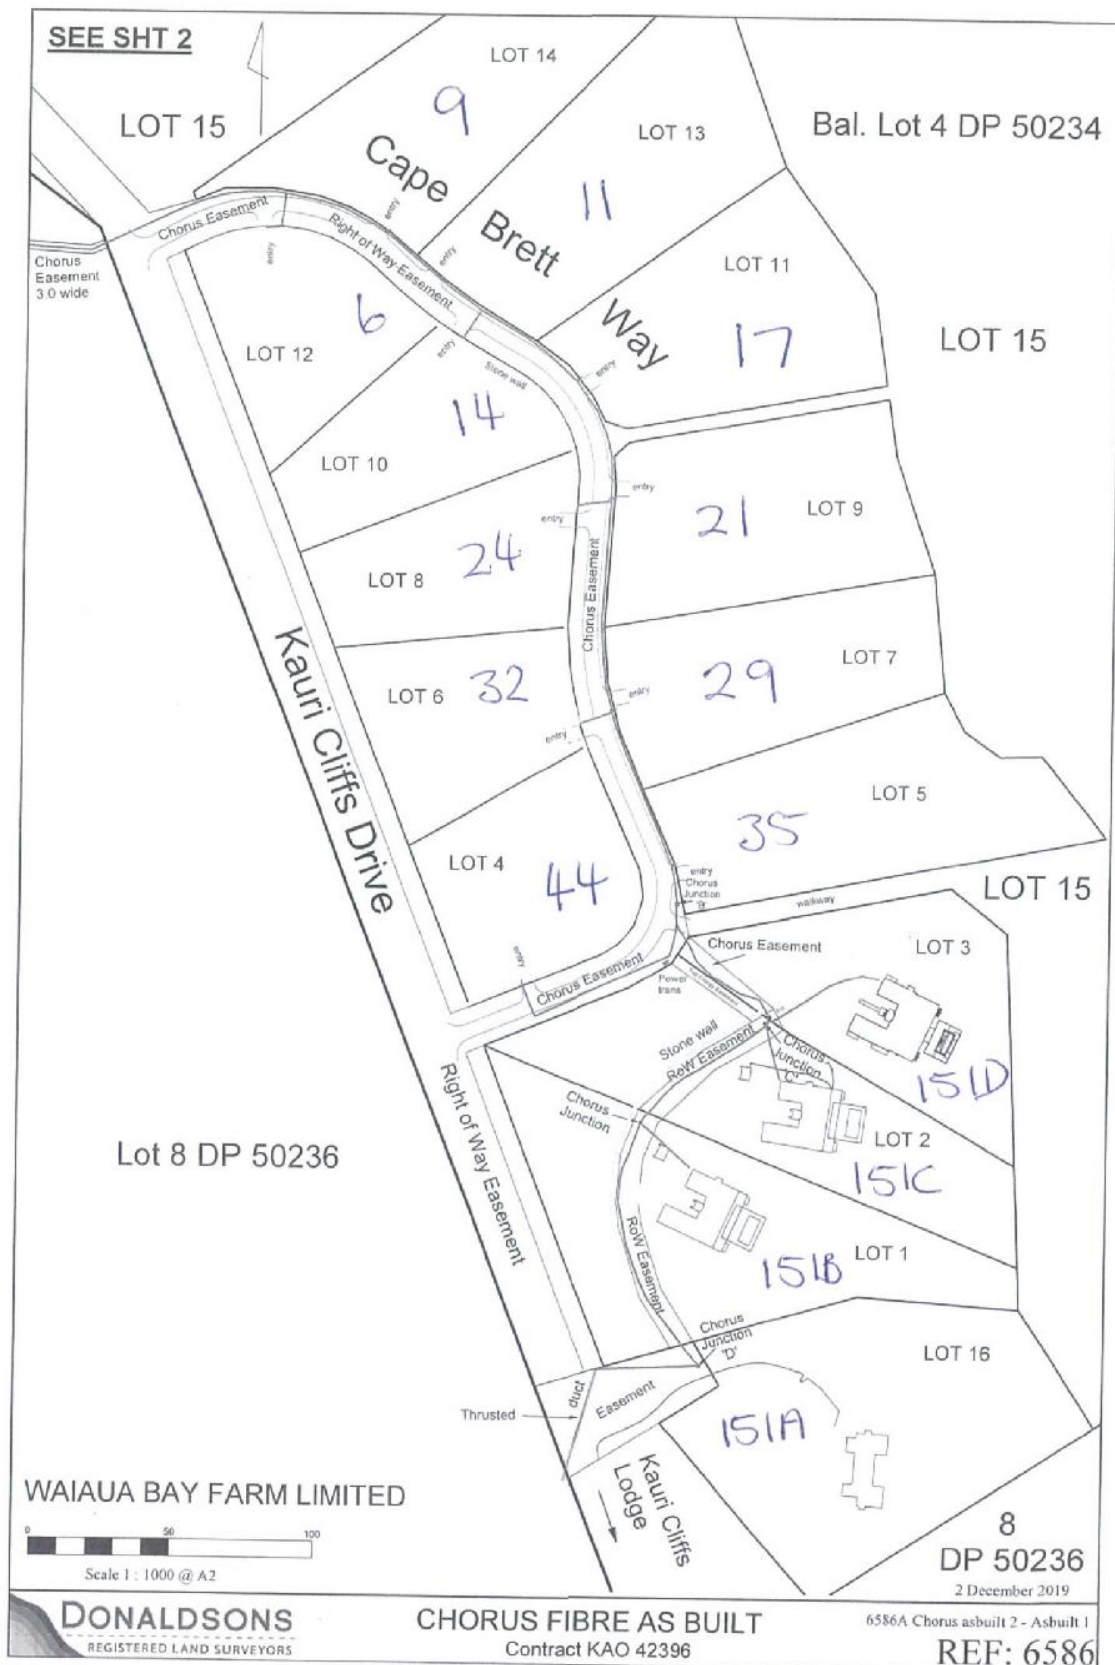 SEE SHT 2
LOT 14
LOT 15
9
LOT 13
Bal. Lot 4 DP 50234
Cape
Brett
Way
11
entry
Chorus Easement
Right of Way Easement
entry
entry
Chorus
Easement
3.0 wide
LOT 11
6
17
LOT 15
LOT 12
entry
Stone wall
entry
14
LOT 10
entry
21
LOT 9
entry
24
LOT 8
Chorus Easement
Kauri Cliffs Drive
LOT 6
32
29
LOT 7
entry
entry
LOT 5
35
LOT 4
44
entry
Chorus
Junction
'B'
LOT 15
walkway
entry
Chorus Easement
Chorus Easement
LOT 3
Power
trans
Stone wall
RoW Easement
Chorus
Junction
'C'
151D
Chorus
Junction
Right of Way Easement
LOT 2
151C
Lot 8 DP 50236
RoW Easement
LOT 1
151B
Chorus
Junction
'D'
LOT 16
duct
Easement
Thrusted
151A
Kauri Cliffs
Lodge
WAIAUA BAY FARM LIMITED
0 50 100
Scale 1 : 1000 @ A2
8
DP 50236
2 December 2019
DONALDSONS
REGISTERED LAND SURVEYORS
CHORUS FIBRE AS BUILT
Contract KAO 42396
6586A Chorus asbuilt 2 - Asbuilt 1
REF: 6586